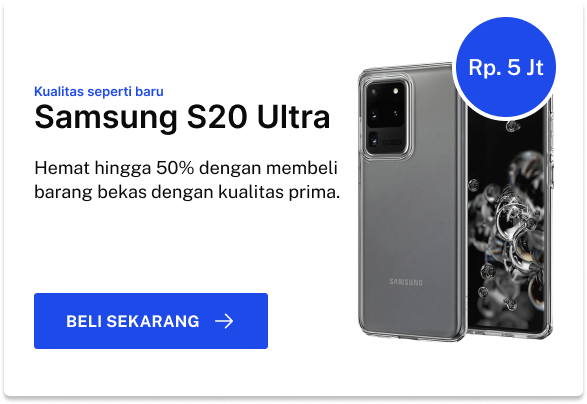 Rp. 5 Jt
Kualitas seperti baru
Samsung S20 Ultra
Hemat hingga 50% dengan membeli
barang bekas dengan kualitas prima.
SAMSUNG
BELI SEKARANG